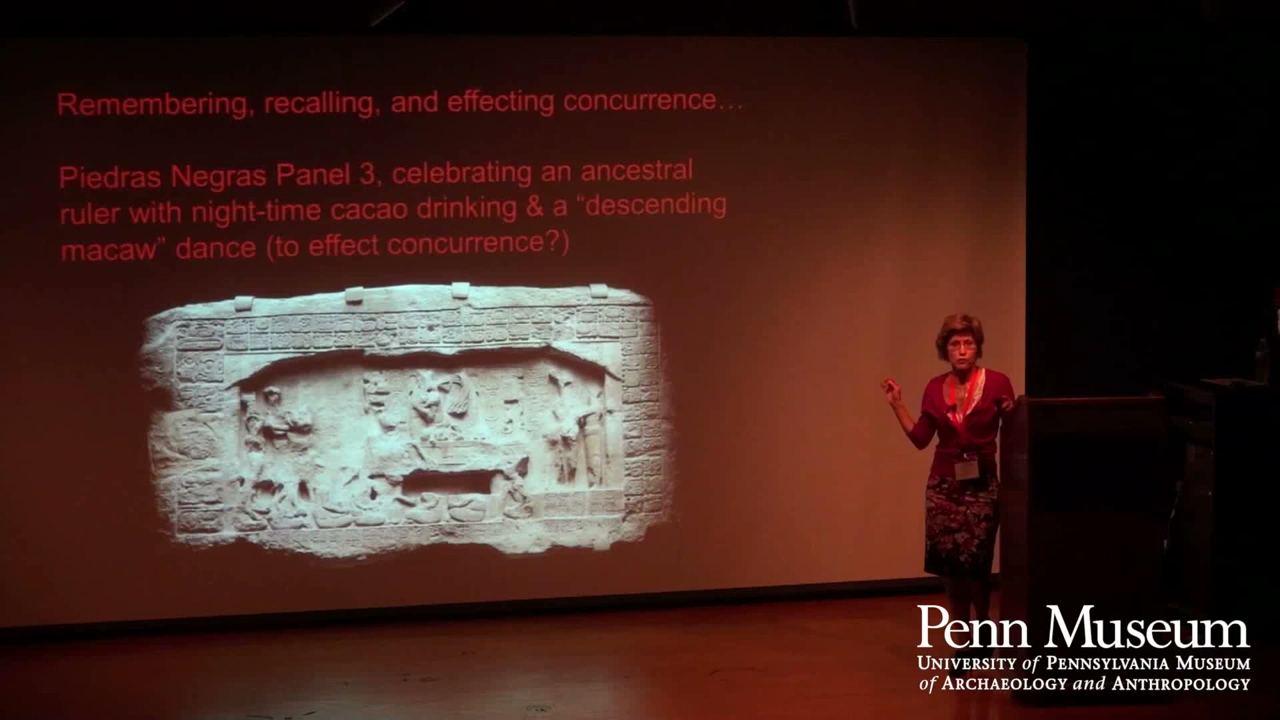 Remembering, recalling, and effecting concurrence…
Piedras Negras Panel 3, celebrating an ancestral
ruler with night-time cacao drinking & a “descending
macaw” dance (to effect concurrence?)
Penn Museum
University of Pennsylvania Museum
of Archaeology and Anthropology